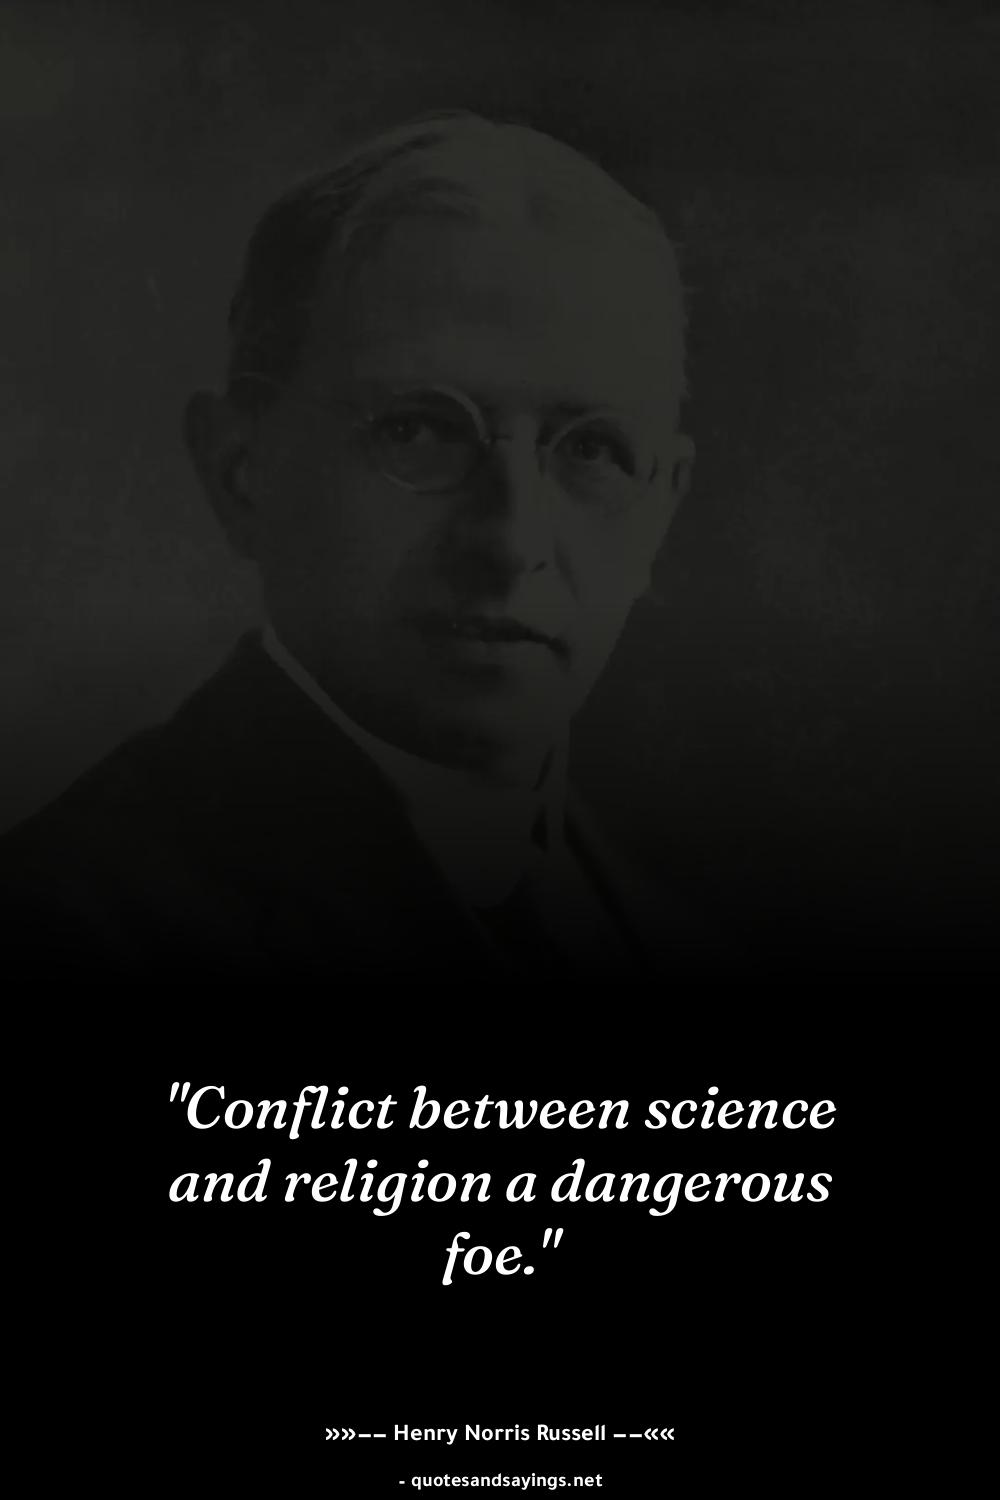 "Conflict between science
and religion a dangerous
foe."
»»−− Henry Norris Russell −−««
- quotesandsayings.net